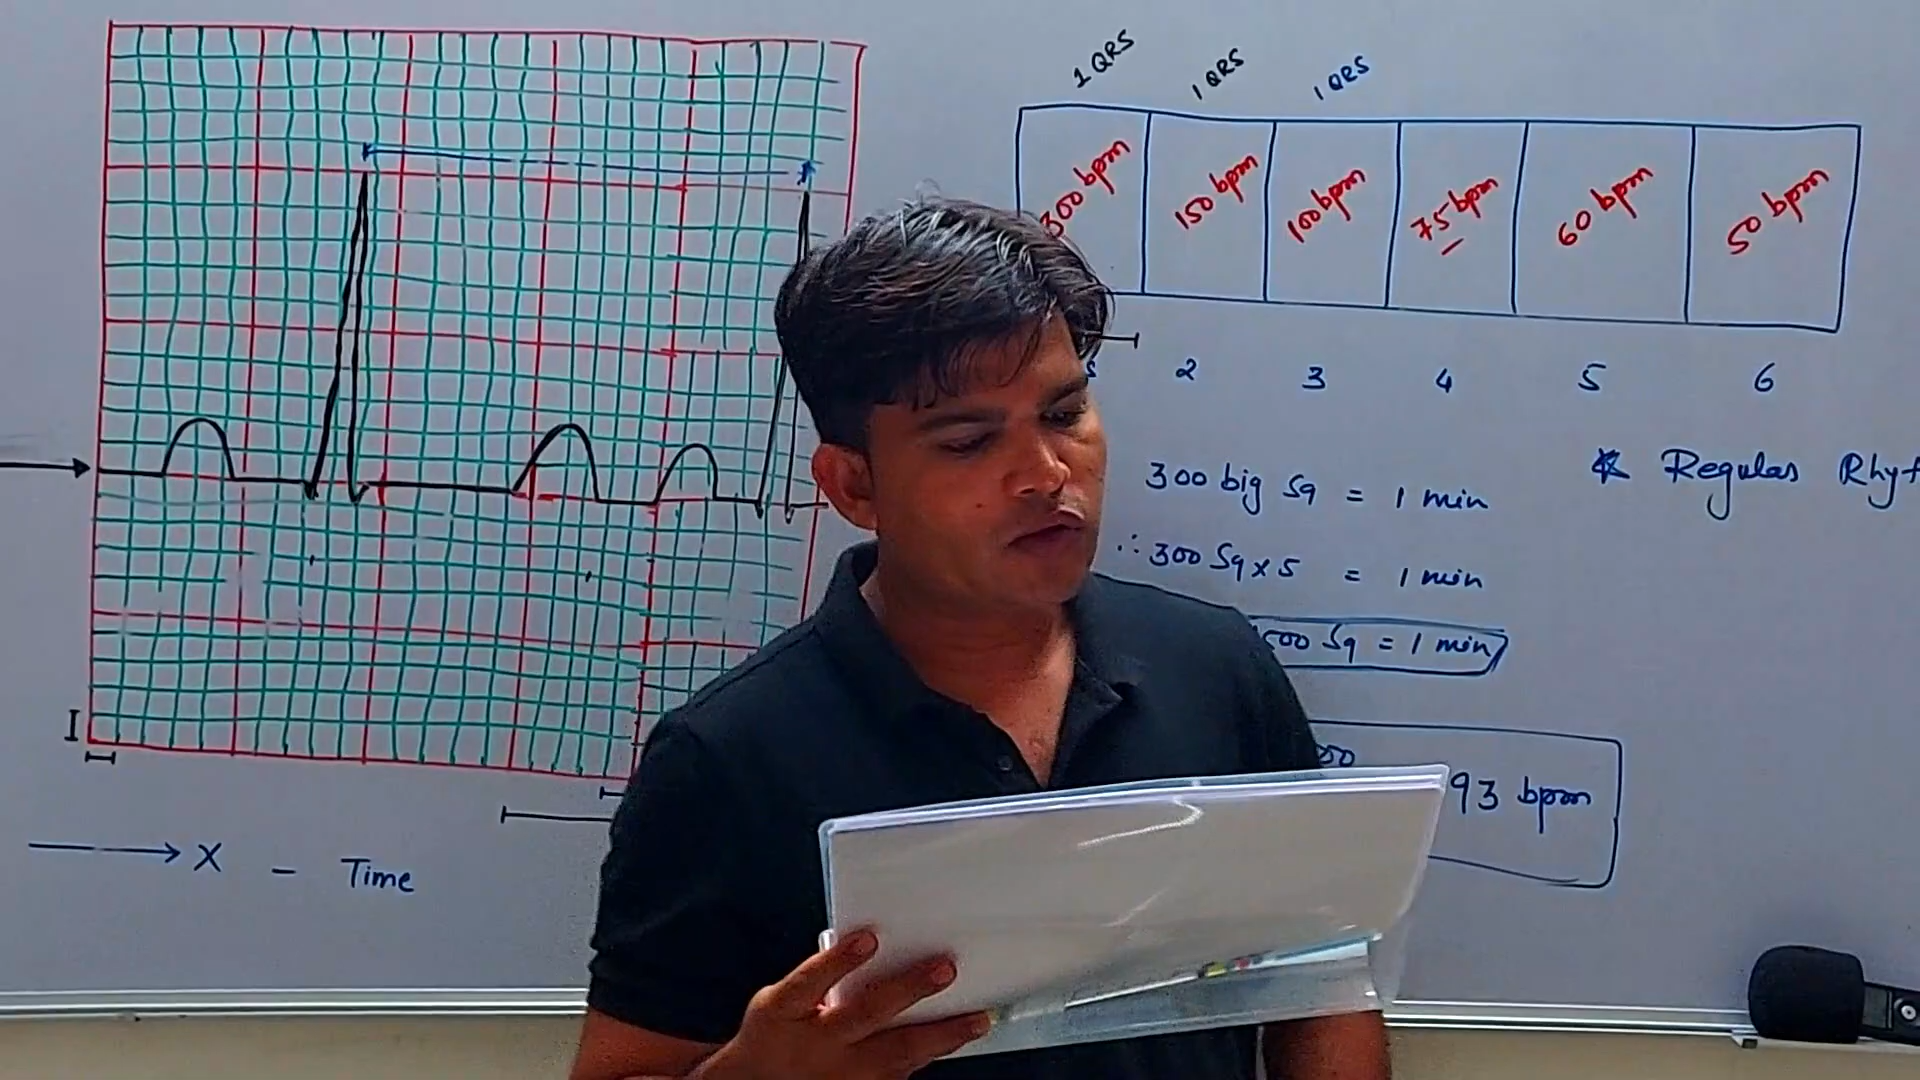 1 QRS
1 QRS
1 QRS
300 bpm
150 bpm
100 bpm
75 bpm
60 bpm
50 bpm
2
3
4
5
6
300 big Sq = 1 min
∴ 300 Sq x 5 = 1 min
Sq = 1 min
93 bpm
* Regular
I
X - Time